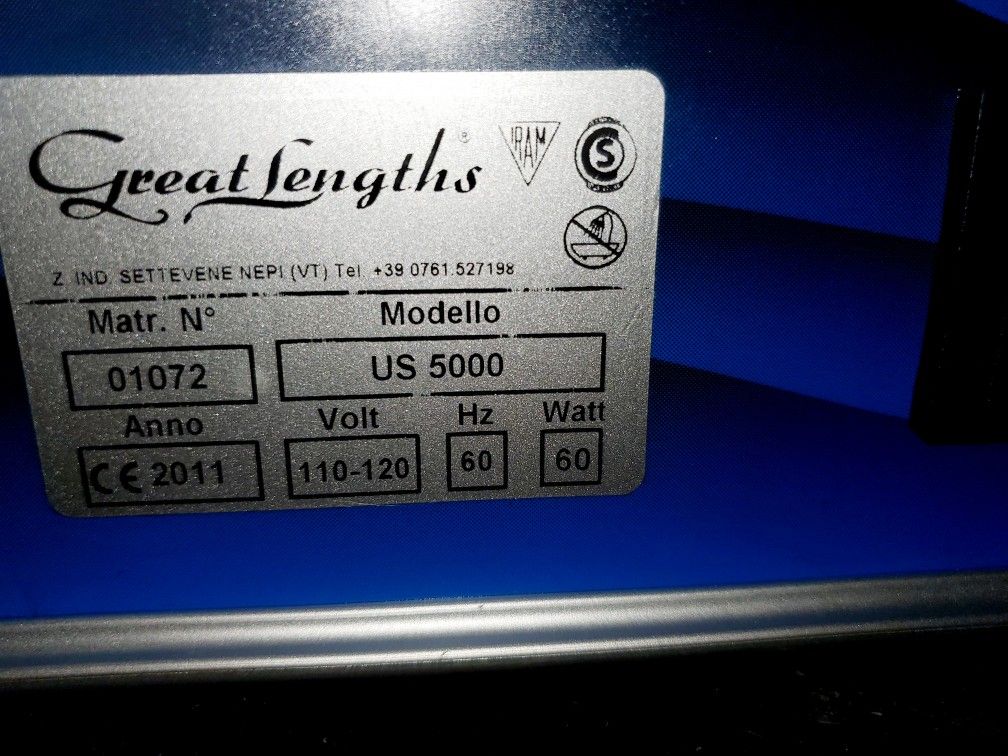 Great Lengths ®
IRAM
CS
Z. IND. SETTEVENE NEPI (VT) Tel. +39 0761.527198
Matr. N° Modello
01072 US 5000
Anno Volt Hz Watt
CE 2011 110-120 60 60